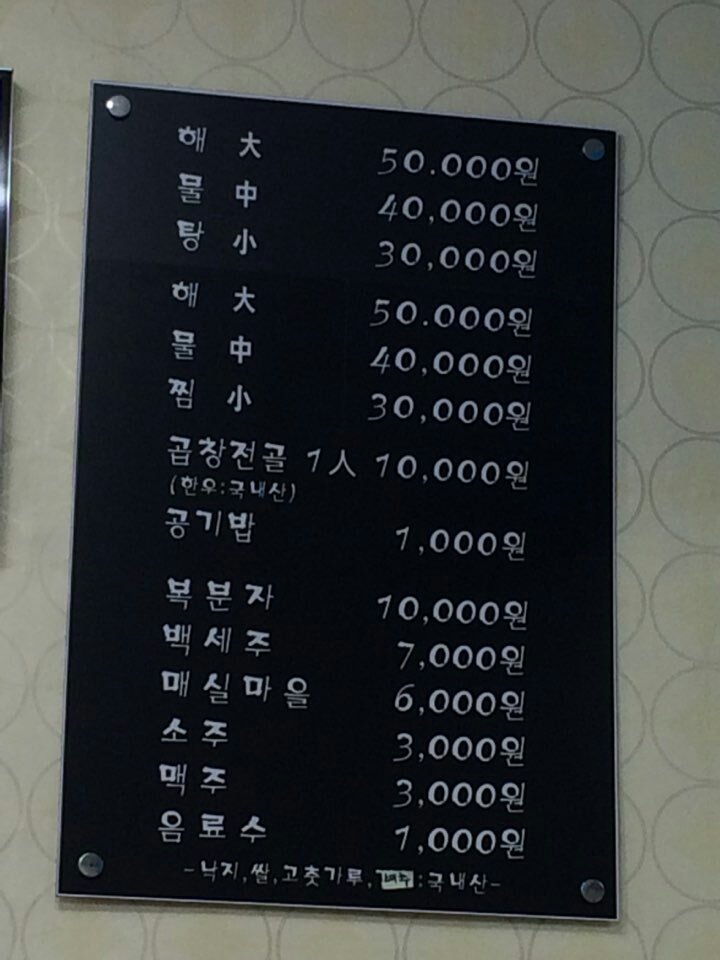 해 大 50.000원
물 中 40,000원
탕 小 30,000원
해 大 50.000원
물 中 40,000원
찜 小 30,000원
곱창전골 1人 10,000원
(한우:국내산)
공기밥 1,000원
복분자 10,000원
백세주 7,000원
매실마을 6,000원
소주 3,000원
맥주 3,000원
음료수 1,000원
-낙지,쌀,고춧가루,:국내산-